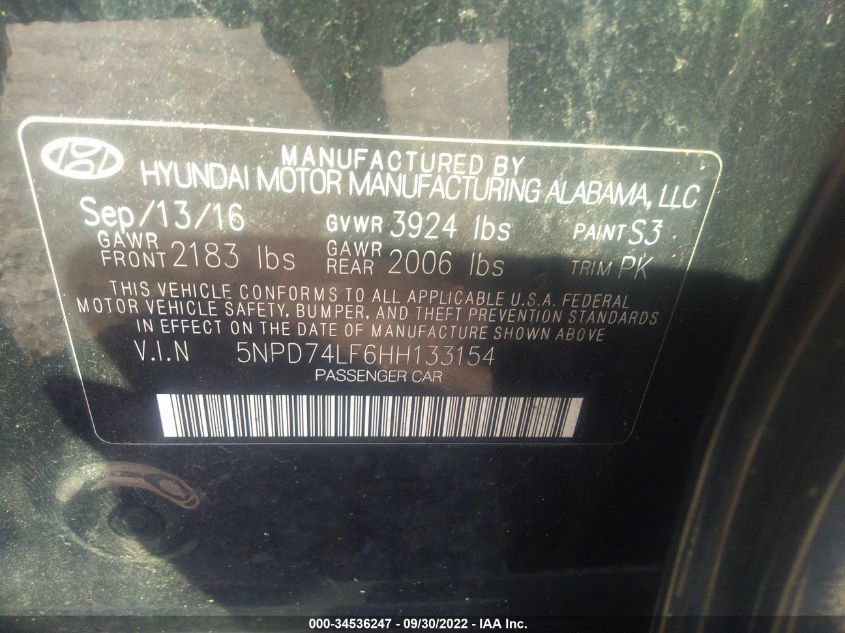 MANUFACTURED BY
HYUNDAI MOTOR MANUFACTURING ALABAMA, LLC
Sep/13/16 GVWR 3924 lbs PAINT S3
GAWR FRONT 2183 lbs GAWR REAR 2006 lbs TRIM PK
THIS VEHICLE CONFORMS TO ALL APPLICABLE U.S.A. FEDERAL
MOTOR VEHICLE SAFETY, BUMPER, AND THEFT PREVENTION STANDARDS
IN EFFECT ON THE DATE OF MANUFACTURE SHOWN ABOVE
V.I.N 5NPD74LF6HH133154
PASSENGER CAR
000-34536247 - 09/30/2022 - IAA Inc.